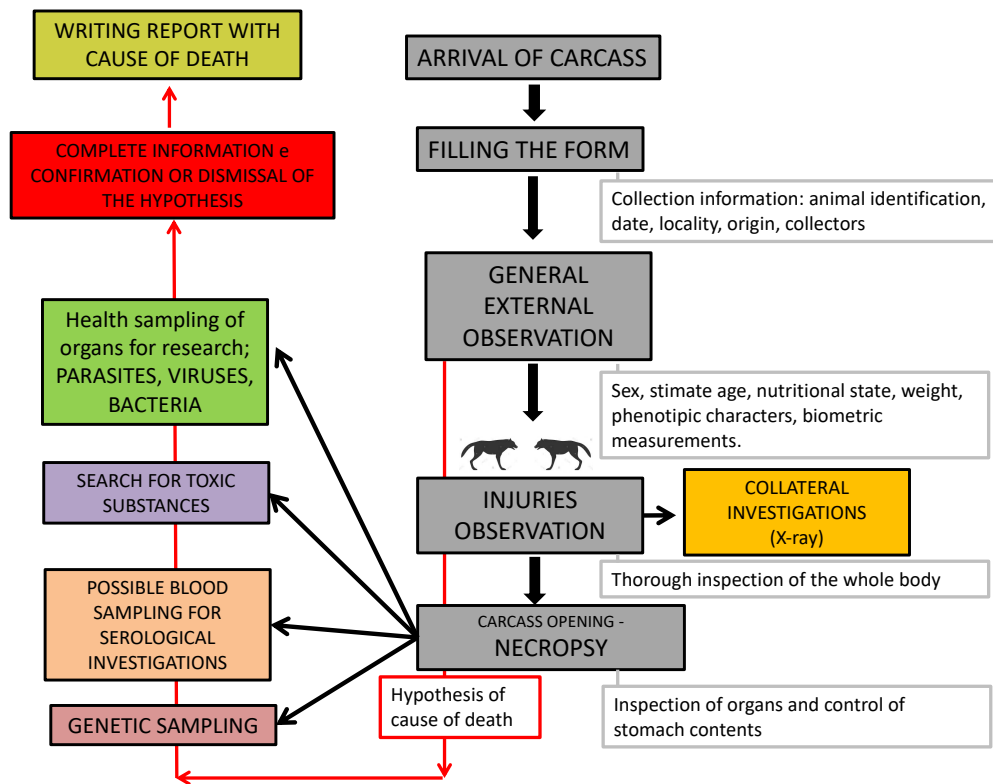 WRITING REPORT WITH
CAUSE OF DEATH
ARRIVAL OF CARCASS
COMPLETE INFORMATION e
CONFIRMATION OR DISMISSAL OF
THE HYPOTHESIS
FILLING THE FORM
Collection information: animal identification,
date, locality, origin, collectors
GENERAL
EXTERNAL
OBSERVATION
Health sampling of
organs for research;
PARASITES, VIRUSES,
BACTERIA
Sex, stimate age, nutritional state, weight,
phenotipic characters, biometric
measurements.
SEARCH FOR TOXIC
SUBSTANCES
INJURIES
OBSERVATION
COLLATERAL
INVESTIGATIONS
(X-ray)
Thorough inspection of the whole body
POSSIBLE BLOOD
SAMPLING FOR
SEROLOGICAL
INVESTIGATIONS
CARCASS OPENING -
NECROPSY
Hypothesis of
cause of death
Inspection of organs and control of
stomach contents
GENETIC SAMPLING